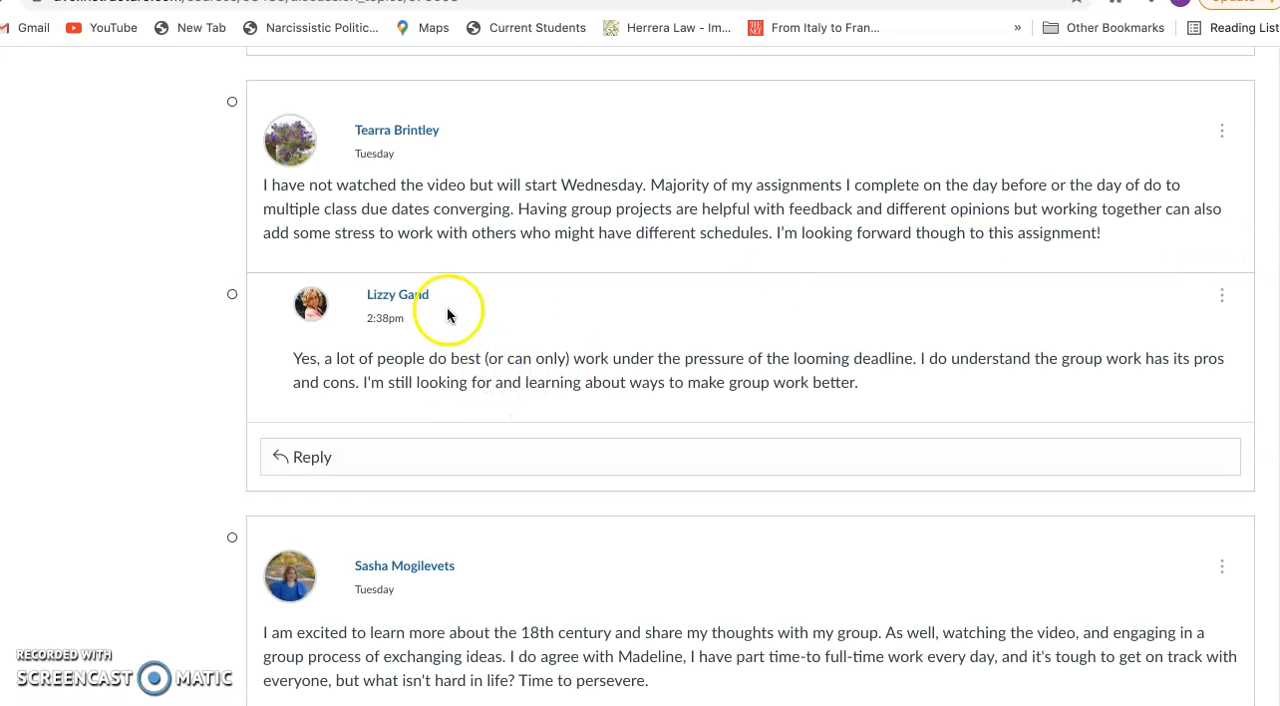 Gmail YouTube New Tab Narcissistic Politic... Maps Current Students Herrera Law - Im... From Italy to Fran... » Other Bookmarks Reading List
Tearra Brintley
Tuesday
I have not watched the video but will start Wednesday. Majority of my assignments I complete on the day before or the day of do to
multiple class due dates converging. Having group projects are helpful with feedback and different opinions but working together can also
add some stress to work with others who might have different schedules. I'm looking forward though to this assignment!
Lizzy Gand
2:38pm
Yes, a lot of people do best (or can only) work under the pressure of the looming deadline. I do understand the group work has its pros
and cons. I'm still looking for and learning about ways to make group work better.
Reply
Sasha Mogilevets
Tuesday
I am excited to learn more about the 18th century and share my thoughts with my group. As well, watching the video, and engaging in a
group process of exchanging ideas. I do agree with Madeline, I have part time-to full-time work every day, and it's tough to get on track with
everyone, but what isn't hard in life? Time to persevere.
RECORDED WITH
SCREENCAST MATIC